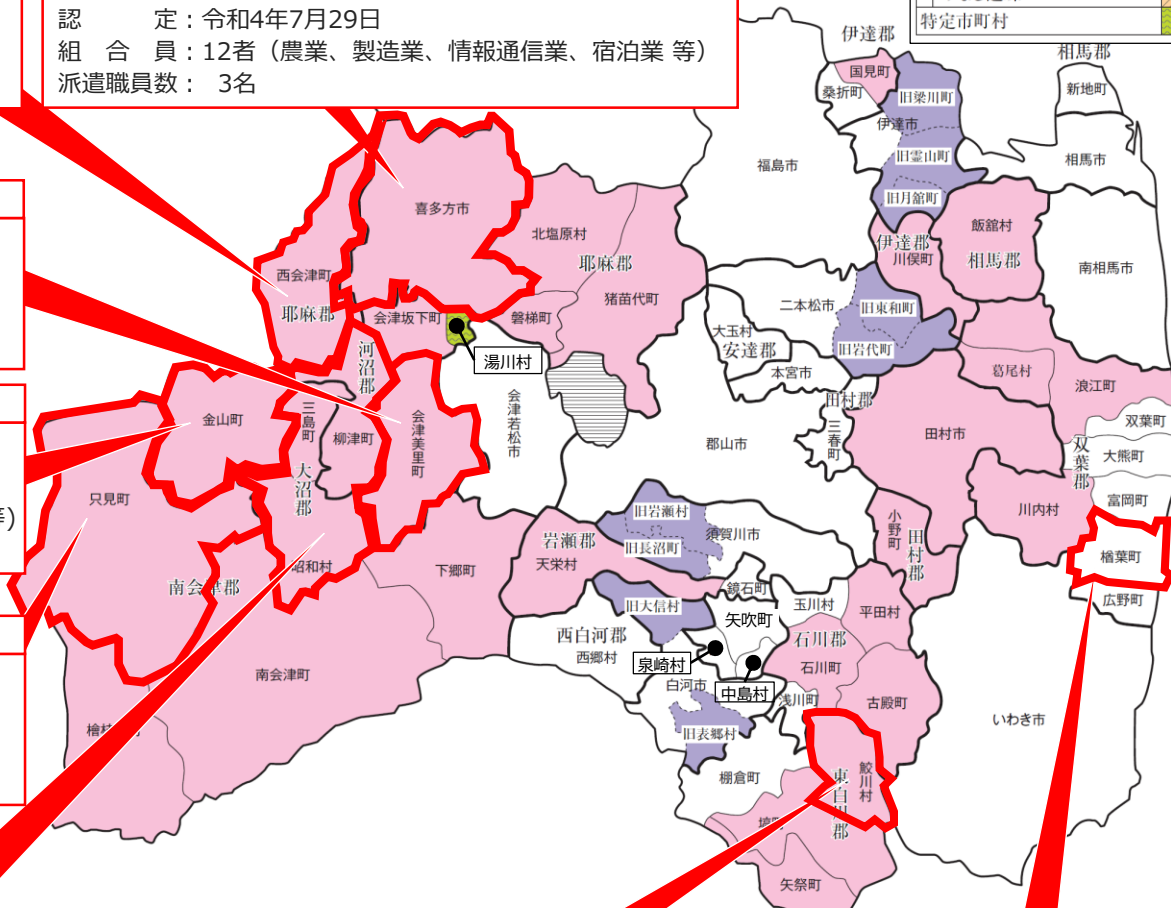 認　　　定：令和4年7月29日
組　合　員：12者（農業、製造業、情報通信業、宿泊業 等）
派遣職員数：　3名
特定市町村
等)
伊達郡
国見町
桑折町
旧梁川町
伊達市
旧霊山町
旧月舘町
相馬郡
新地町
相馬市
福島市
喜多方市
北塩原村
耶麻郡
猪苗代町
磐梯町
西会津町
耶麻郡
会津坂下町
湯川村
河沼郡
伊達郡
川俣町
飯舘村
相馬郡
南相馬市
二本松市
旧東和町
旧岩代町
大玉村
安達郡
本宮市
田村郡
三春町
葛尾村
浪江町
双葉町
大熊町
双葉郡
富岡町
楢葉町
広野町
川内村
田村市
郡山市
会津若松市
会津美里町
柳津町
三島町
大沼郡
金山町
只見町
昭和村
南会津郡
下郷町
南会津町
岩瀬郡
天栄村
旧岩瀬村
旧長沼町
須賀川市
鏡石町
小野町
田村郡
旧大信村
矢吹町
玉川村
平田村
石川郡
石川町
西白河郡
西郷村
泉崎村
中島村
白河市
浅川町
古殿町
旧表郷村
棚倉町
鮫川村
東白川郡
矢祭町
いわき市